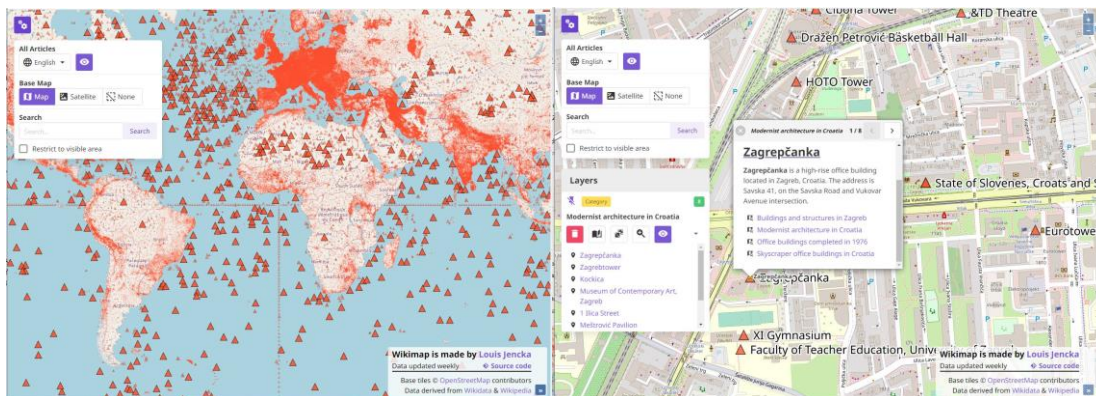 All Articles
English
Base Map
Map
Satellite
None
Search
Search...
Search
Restrict to visible area
Wikimap is made by Louis Jencka
Data updated weekly
Source code
Base tiles © OpenStreetMap contributors
Data derived from Wikidata & Wikipedia
All Articles
English
Base Map
Map
Satellite
None
Search
Search...
Search
Restrict to visible area
Layers
Category
8
Modernist architecture in Croatia
Zagrepčanka
Zagrebtower
Kockica
Museum of Contemporary Art,
Zagreb
1 Ilica Street
Meštrović Pavilion
Cibona Tower
&TD Theatre
Dražen Petrović Basketball Hall
HOTO Tower
Modernist architecture in Croatia 1 / 8
Zagrepčanka
Zagrepčanka is a high-rise office building
located in Zagreb, Croatia. The address is
Savska 41, on the Savska Road and Vukovar
Avenue intersection.
Buildings and structures in Zagreb
Modernist architecture in Croatia
Office buildings completed in 1976
Skyscraper office buildings in Croatia
State of Slovenes, Croats and S
Eurotowe
Zagrepčanka
XI Gymnasium
Faculty of Teacher Education, Univ
Wikimap is made by Louis Jencka
Data updated weekly
Source code
Base tiles © OpenStreetMap contributors
Data derived from Wikidata & Wikipedia